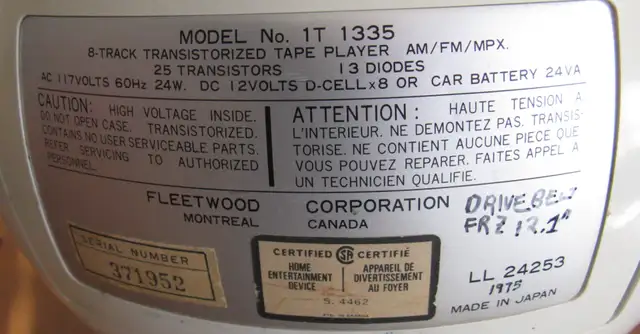 MODEL No. 1T 1335
8-TRACK TRANSISTORIZED TAPE PLAYER AM/FM/MPX.
25 TRANSISTORS 13 DIODES
AC 117VOLTS 60Hz 24W. DC 12VOLTS D-CELLx8 OR CAR BATTERY 24VA
CAUTION: HIGH VOLTAGE INSIDE.
DO NOT OPEN CASE. TRANSISTORIZED.
CONTAINS NO USER SERVICEABLE PARTS.
REFER SERVICING TO AUTHORIZED
PERSONNEL.
ATTENTION: HAUTE TENSION A
L'INTERIEUR. NE DEMONTEZ PAS. TRANSIS-
TORISE. NE CONTIENT AUCUNE PIECE QUE
VOUS POUVEZ REPARER. FAITES APPEL A
UN TECHNICIEN QUALIFIE.
FLEETWOOD CORPORATION
MONTREAL CANADA
DRIVE BELT
FRZ 12.1"
SERIAL NUMBER
371952
CERTIFIED SA CERTIFIÉ
HOME ENTERTAINMENT DEVICE
APPAREIL DE DIVERTISSEMENT AU FOYER
S. 4462
LL 24253
1975
MADE IN JAPAN